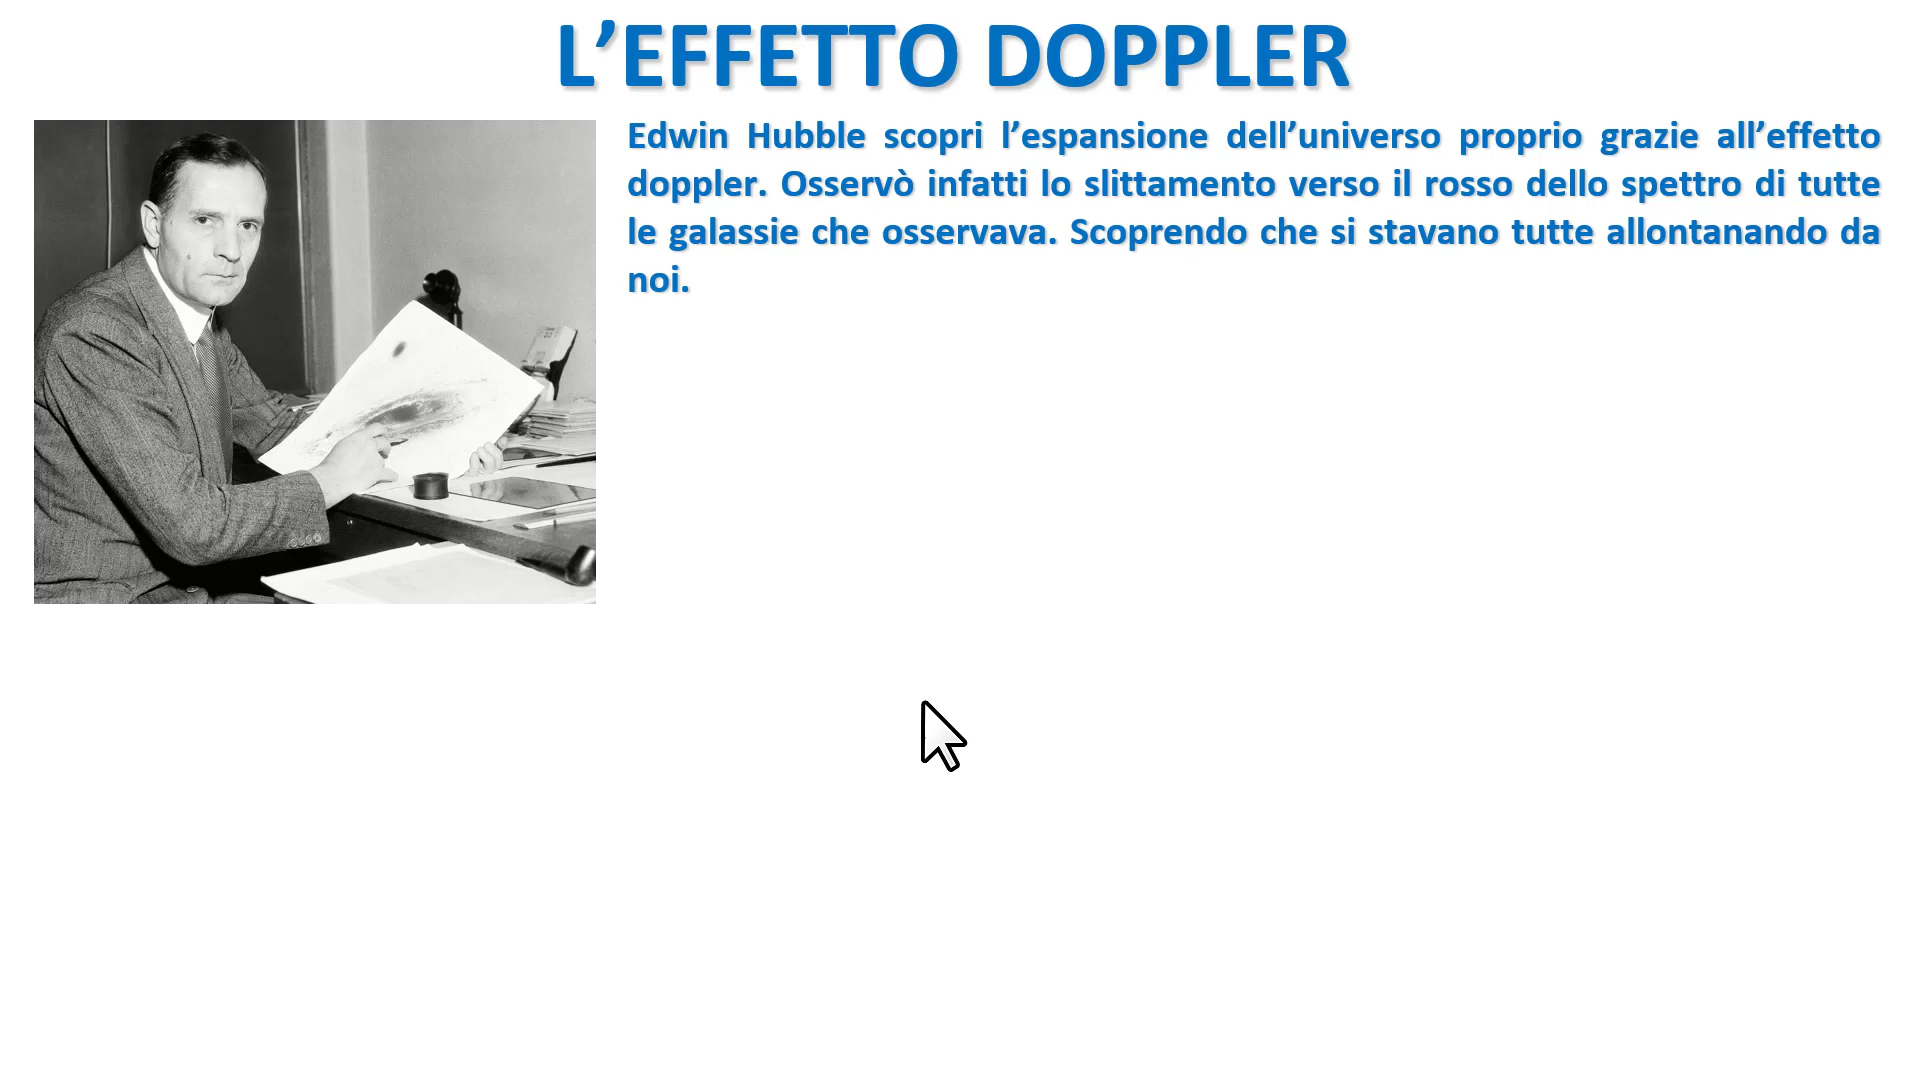 L’EFFETTO DOPPLER
Edwin Hubble scopri l’espansione dell’universo proprio grazie all’effetto
doppler. Osservò infatti lo slittamento verso il rosso dello spettro di tutte
le galassie che osservava. Scoprendo che si stavano tutte allontanando da
noi.